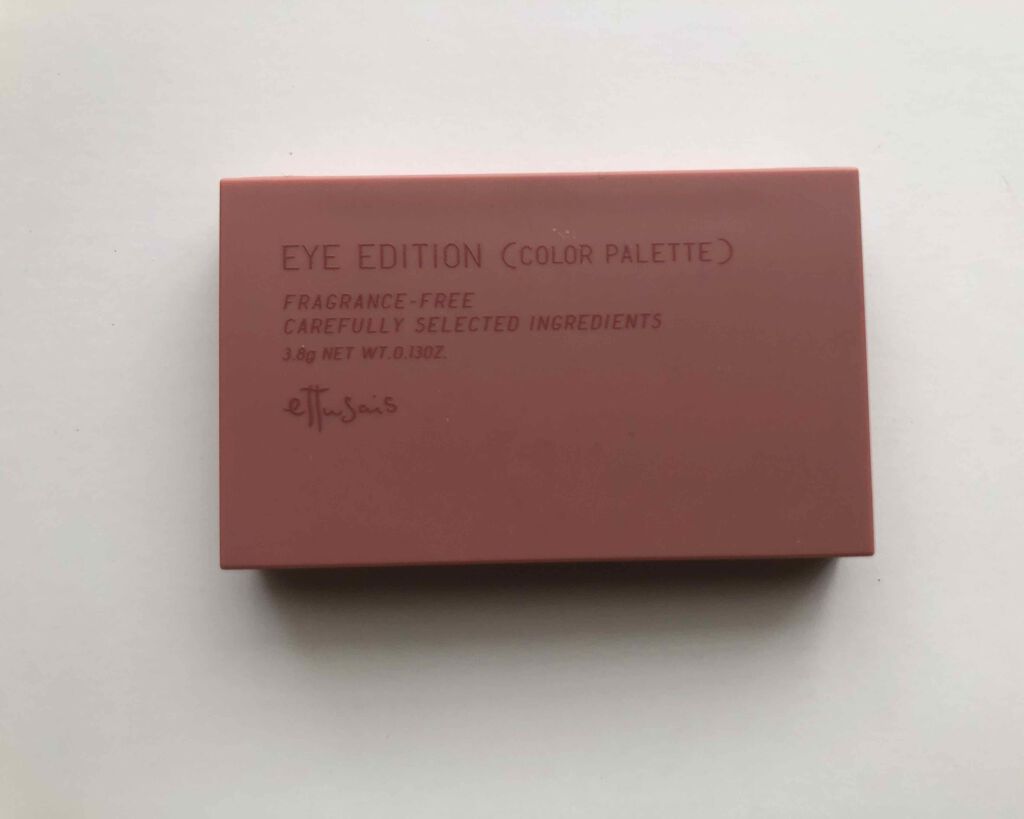 EYE EDITION (COLOR PALETTE)
FRAGRANCE-FREE
CAREFULLY SELECTED INGREDIENTS
3.8g NET WT.0.13OZ.
ettusais